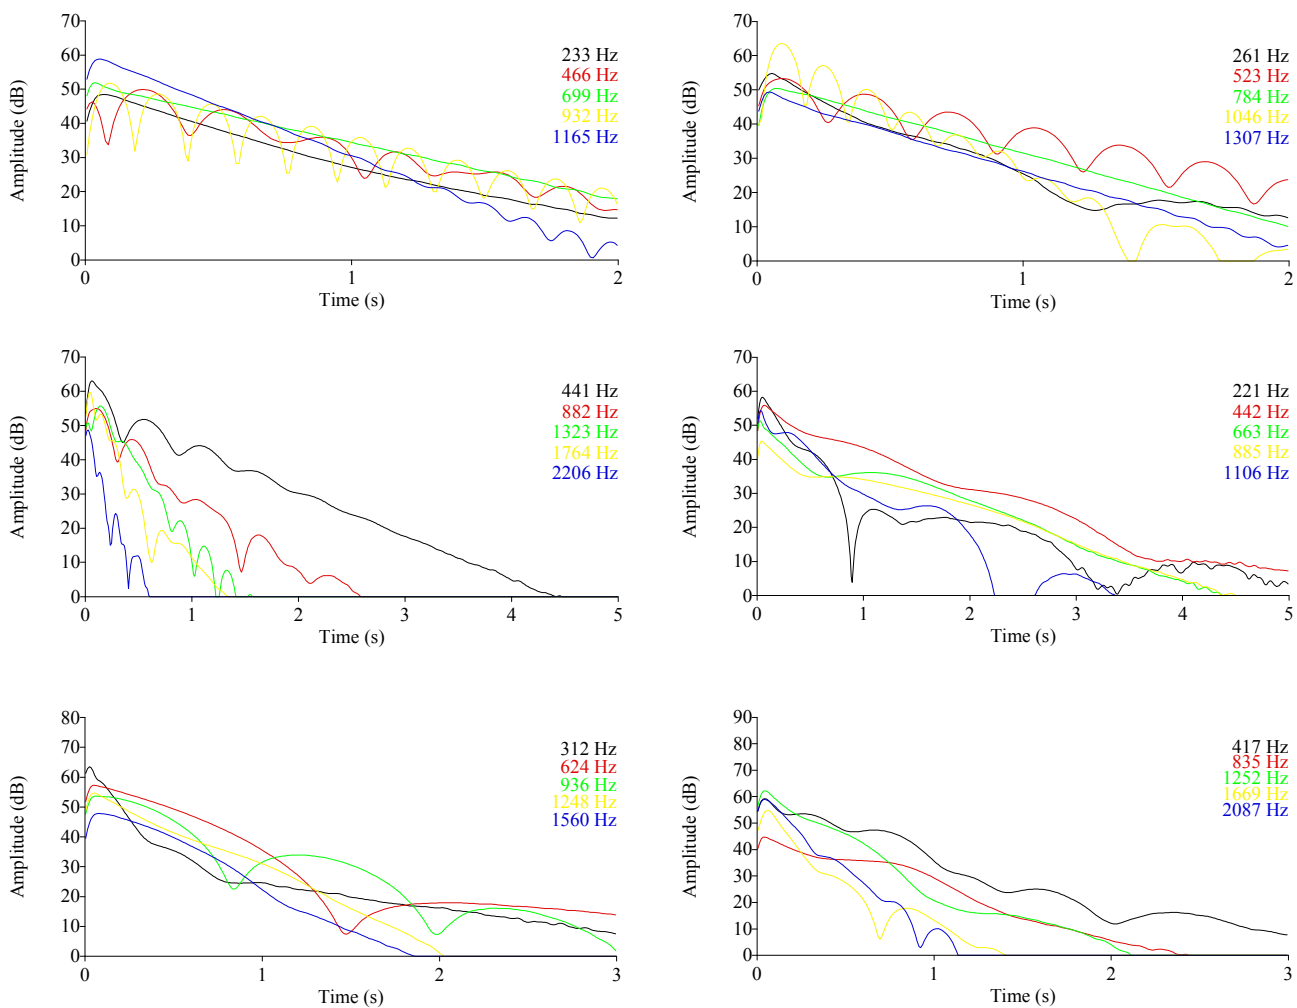 70
60
50
40
30
20
10
0
Amplitude (dB)
0
1
2
Time (s)
233 Hz
466 Hz
699 Hz
932 Hz
1165 Hz
70
60
50
40
30
20
10
0
Amplitude (dB)
0
1
2
Time (s)
261 Hz
523 Hz
784 Hz
1046 Hz
1307 Hz
70
60
50
40
30
20
10
0
Amplitude (dB)
0
1
2
3
4
5
Time (s)
441 Hz
882 Hz
1323 Hz
1764 Hz
2206 Hz
70
60
50
40
30
20
10
0
Amplitude (dB)
0
1
2
3
4
5
Time (s)
221 Hz
442 Hz
663 Hz
885 Hz
1106 Hz
80
70
60
50
40
30
20
10
0
Amplitude (dB)
0
1
2
3
Time (s)
312 Hz
624 Hz
936 Hz
1248 Hz
1560 Hz
90
80
70
60
50
40
30
20
10
0
Amplitude (dB)
0
1
2
3
Time (s)
417 Hz
835 Hz
1252 Hz
1669 Hz
2087 Hz